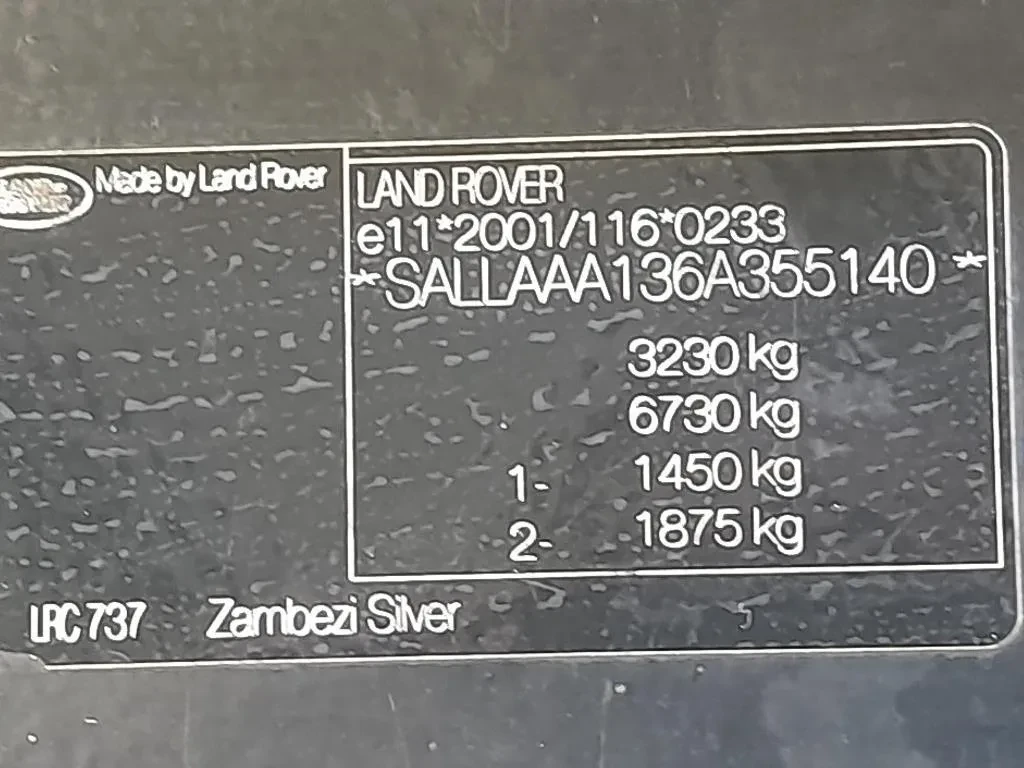 Made by Land Rover
LAND ROVER
e11*2001/116*0233
*SALLAAA136A355140*
3230 kg
6730 kg
1- 1450 kg
2- 1875 kg
LRC 737 Zambezi Silver